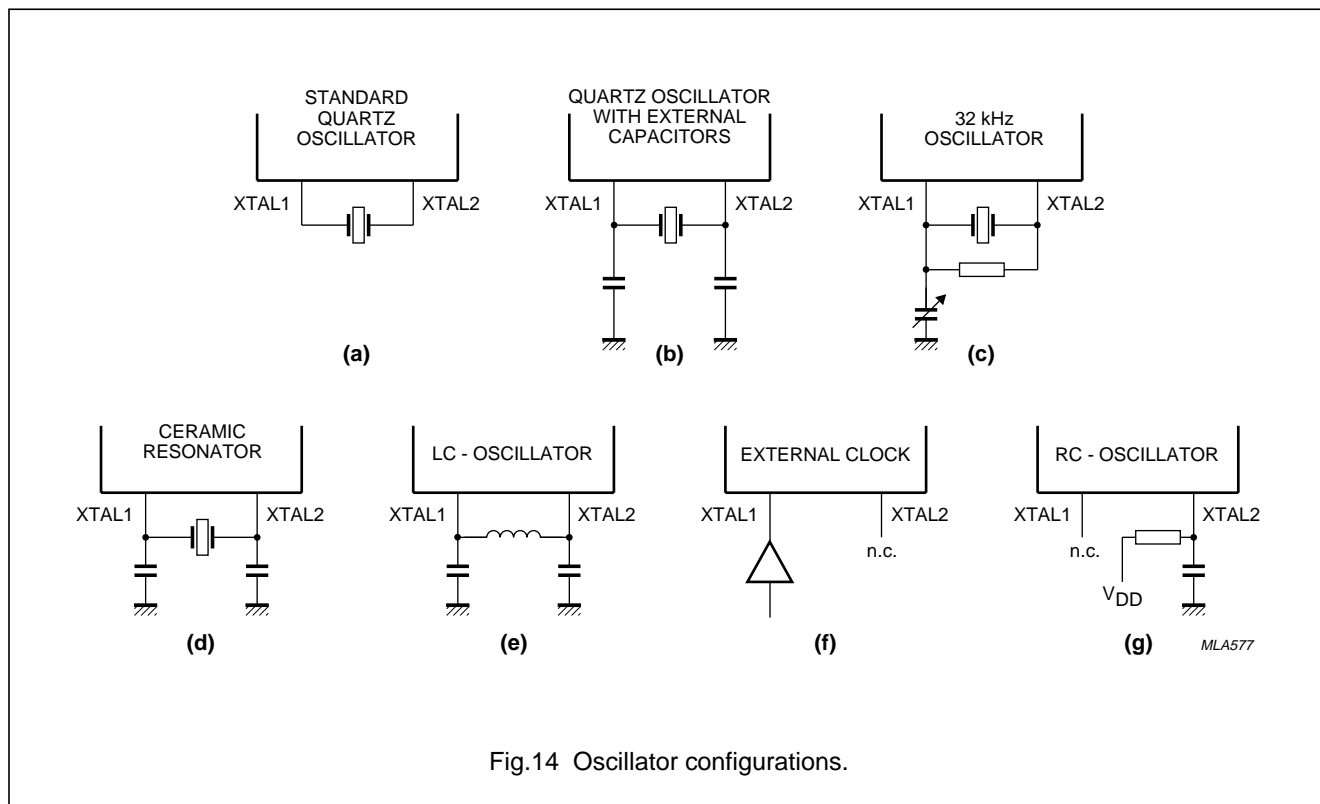 STANDARD
QUARTZ
OSCILLATOR
XTAL1
XTAL2
(a)
QUARTZ OSCILLATOR
WITH EXTERNAL
CAPACITORS
XTAL1
XTAL2
(b)
32 kHz
OSCILLATOR
XTAL1
XTAL2
(c)
CERAMIC
RESONATOR
XTAL1
XTAL2
(d)
LC - OSCILLATOR
XTAL1
XTAL2
(e)
EXTERNAL CLOCK
XTAL1
XTAL2
n.c.
(f)
RC - OSCILLATOR
XTAL1
XTAL2
n.c.
VDD
(g)
MLA577
Fig.14 Oscillator configurations.